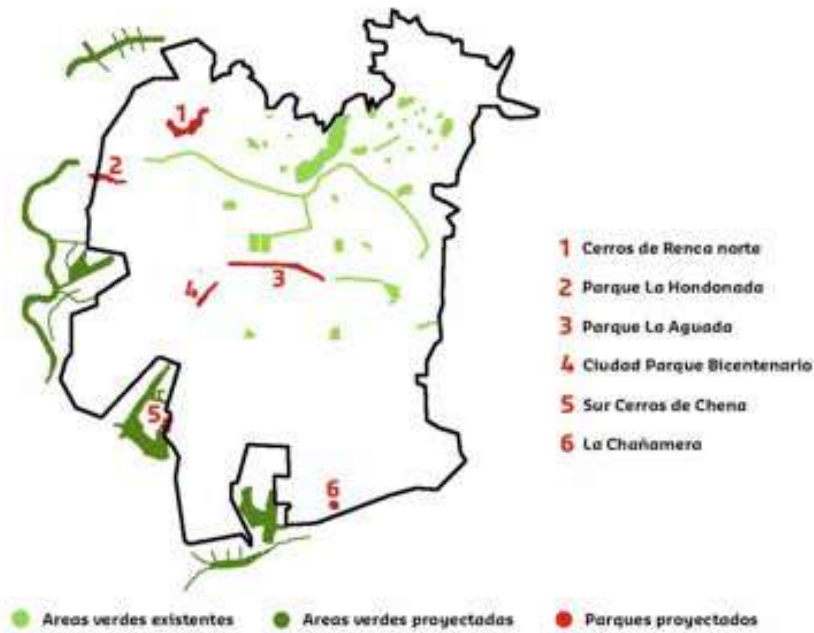 1
2
3
4
5
6
1 Cerros de Renca norte
2 Parque La Hondonada
3 Parque La Aguada
4 Ciudad Parque Bicentenario
5 Sur Cerros de Chena
6 La Chañamera
Areas verdes existentes
Areas verdes proyectadas
Parques proyectados